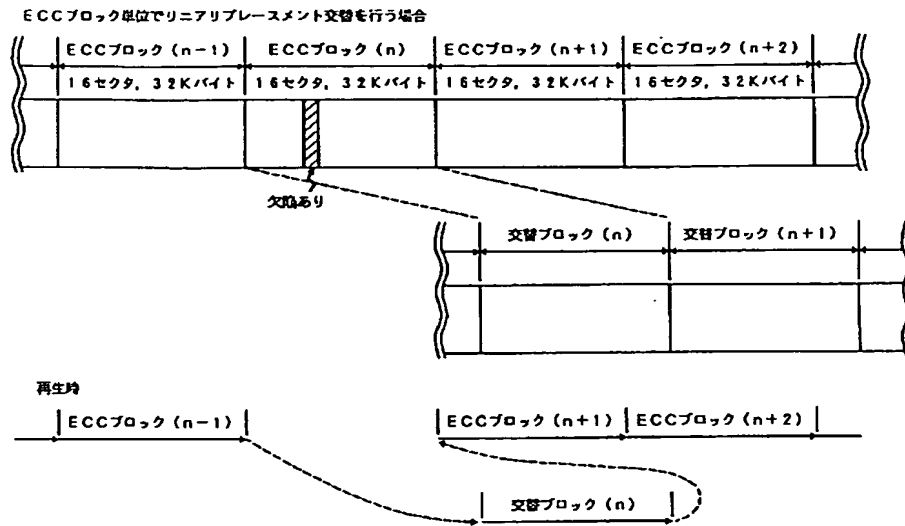 ECCブロック単位でリニアリプレースメント交替を行う場合
ECCブロック(n-1) ECCブロック(n) ECCブロック(n+1) ECCブロック(n+2)
16セクタ, 32Kバイト 16セクタ, 32Kバイト 16セクタ, 32Kバイト 16セクタ, 32Kバイト
欠陥あり
交替ブロック(n) 交替ブロック(n+1)
再生時
ECCブロック(n-1) ECCブロック(n+1) ECCブロック(n+2)
交替ブロック(n)